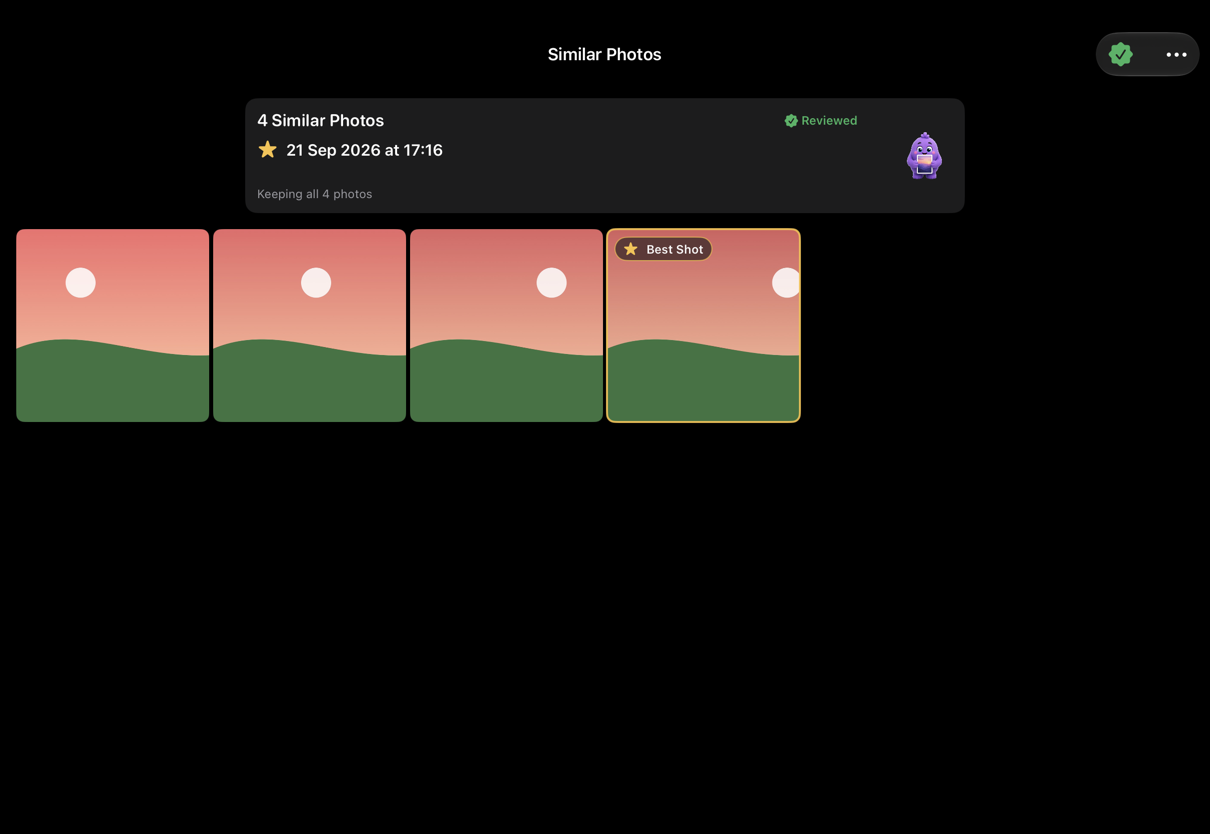 Similar Photos
4 Similar Photos
Reviewed
21 Sep 2026 at 17:16
Keeping all 4 photos
Best Shot